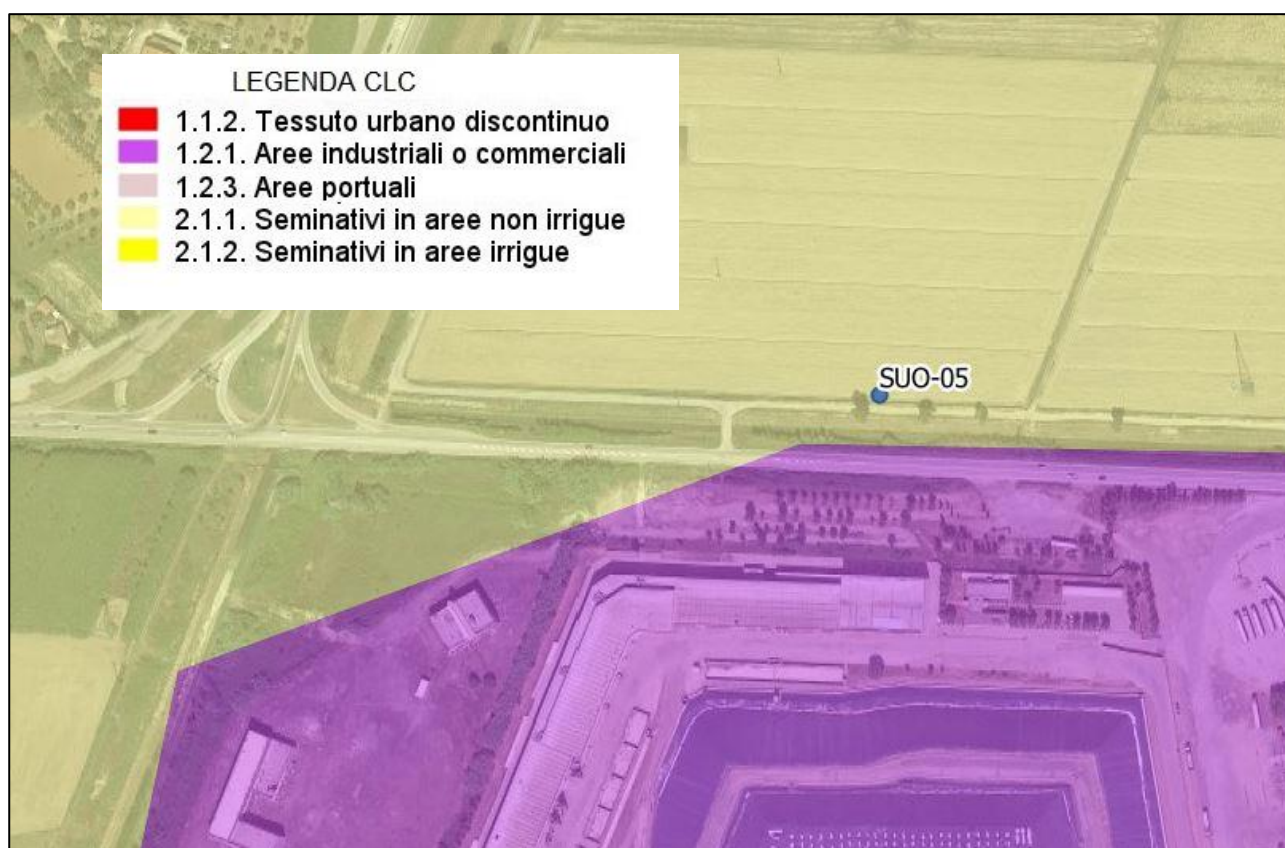 LEGENDA CLC
1.1.2. Tessuto urbano discontinuo
1.2.1. Aree industriali o commerciali
1.2.3. Aree portuali
2.1.1. Seminativi in aree non irrigue
2.1.2. Seminativi in aree irrigue
SUO-05